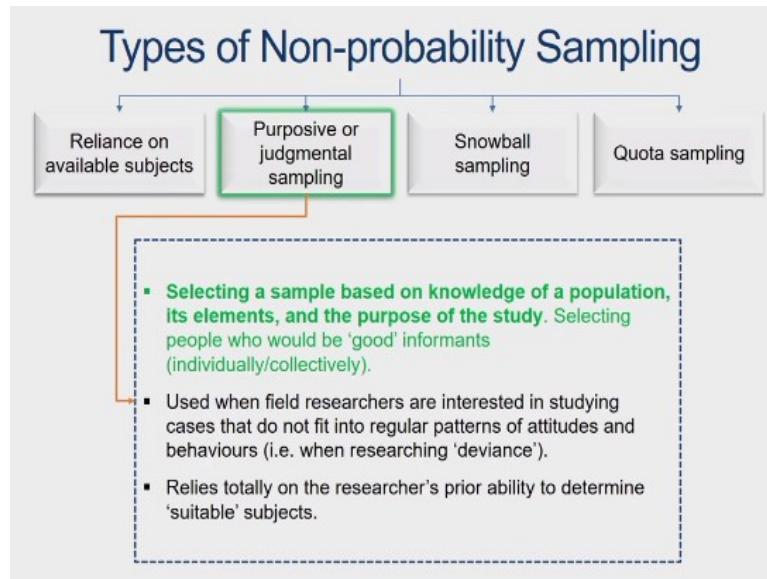 Types of Non-probability Sampling
Reliance on
available subjects
Purposive or
judgmental
sampling
Snowball
sampling
Quota sampling
▪ Selecting a sample based on knowledge of a population,
its elements, and the purpose of the study. Selecting
people who would be ‘good’ informants
(individually/collectively).
▪ Used when field researchers are interested in studying
cases that do not fit into regular patterns of attitudes and
behaviours (i.e. when researching ‘deviance’).
▪ Relies totally on the researcher’s prior ability to determine
‘suitable’ subjects.